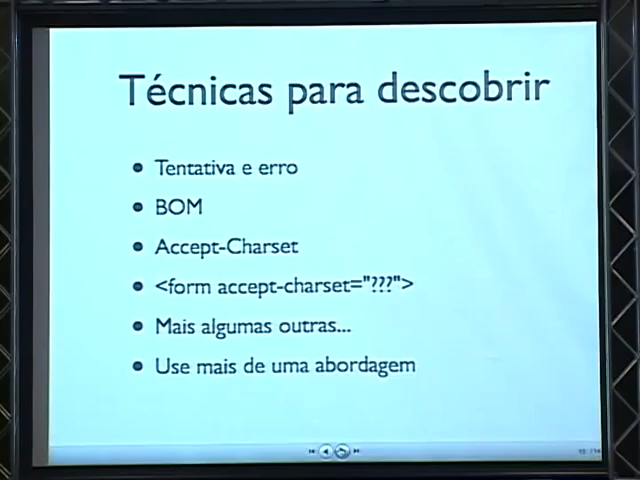 Técnicas para descobrir
Tentativa e erro
BOM
Accept-Charset
<form accept-charset="???">
Mais algumas outras...
Use mais de uma abordagem